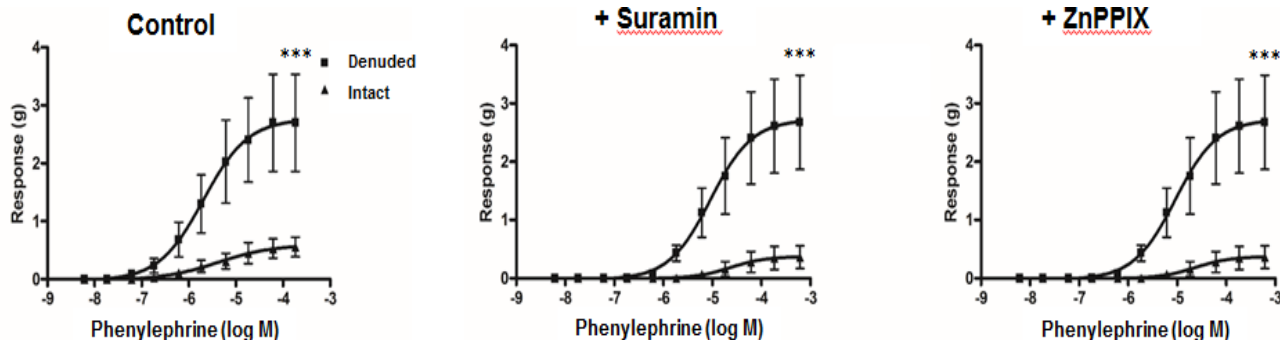 Control
+ Suramin
+ ZnPPIX
4
3
2
1
0
Response (g)
***
Denuded
Intact
-9 -8 -7 -6 -5 -4 -3
Phenylephrine (log M)
4
3
2
1
0
Response (g)
***
-9 -8 -7 -6 -5 -4 -3
Phenylephrine (log M)
4
3
2
1
0
Response (g)
***
-9 -8 -7 -6 -5 -4 -3
Phenylephrine (log M)